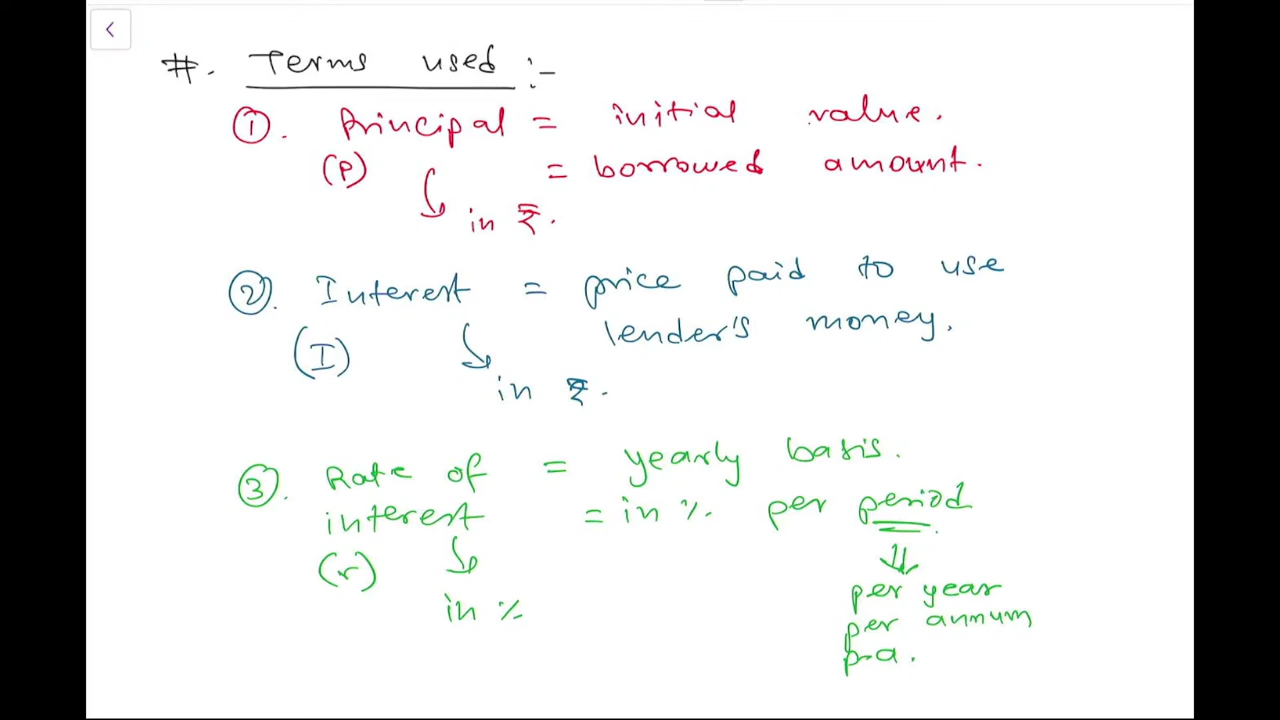 #. Terms used :-
①. Principal = initial value.
(P) = borrowed amount.
in ₹.
②. Interest = price paid to use
lender's money.
(I)
in ₹.
③. Rate of = yearly basis.
interest = in % per period.
(r)
in %
per year
per annum
p.a.